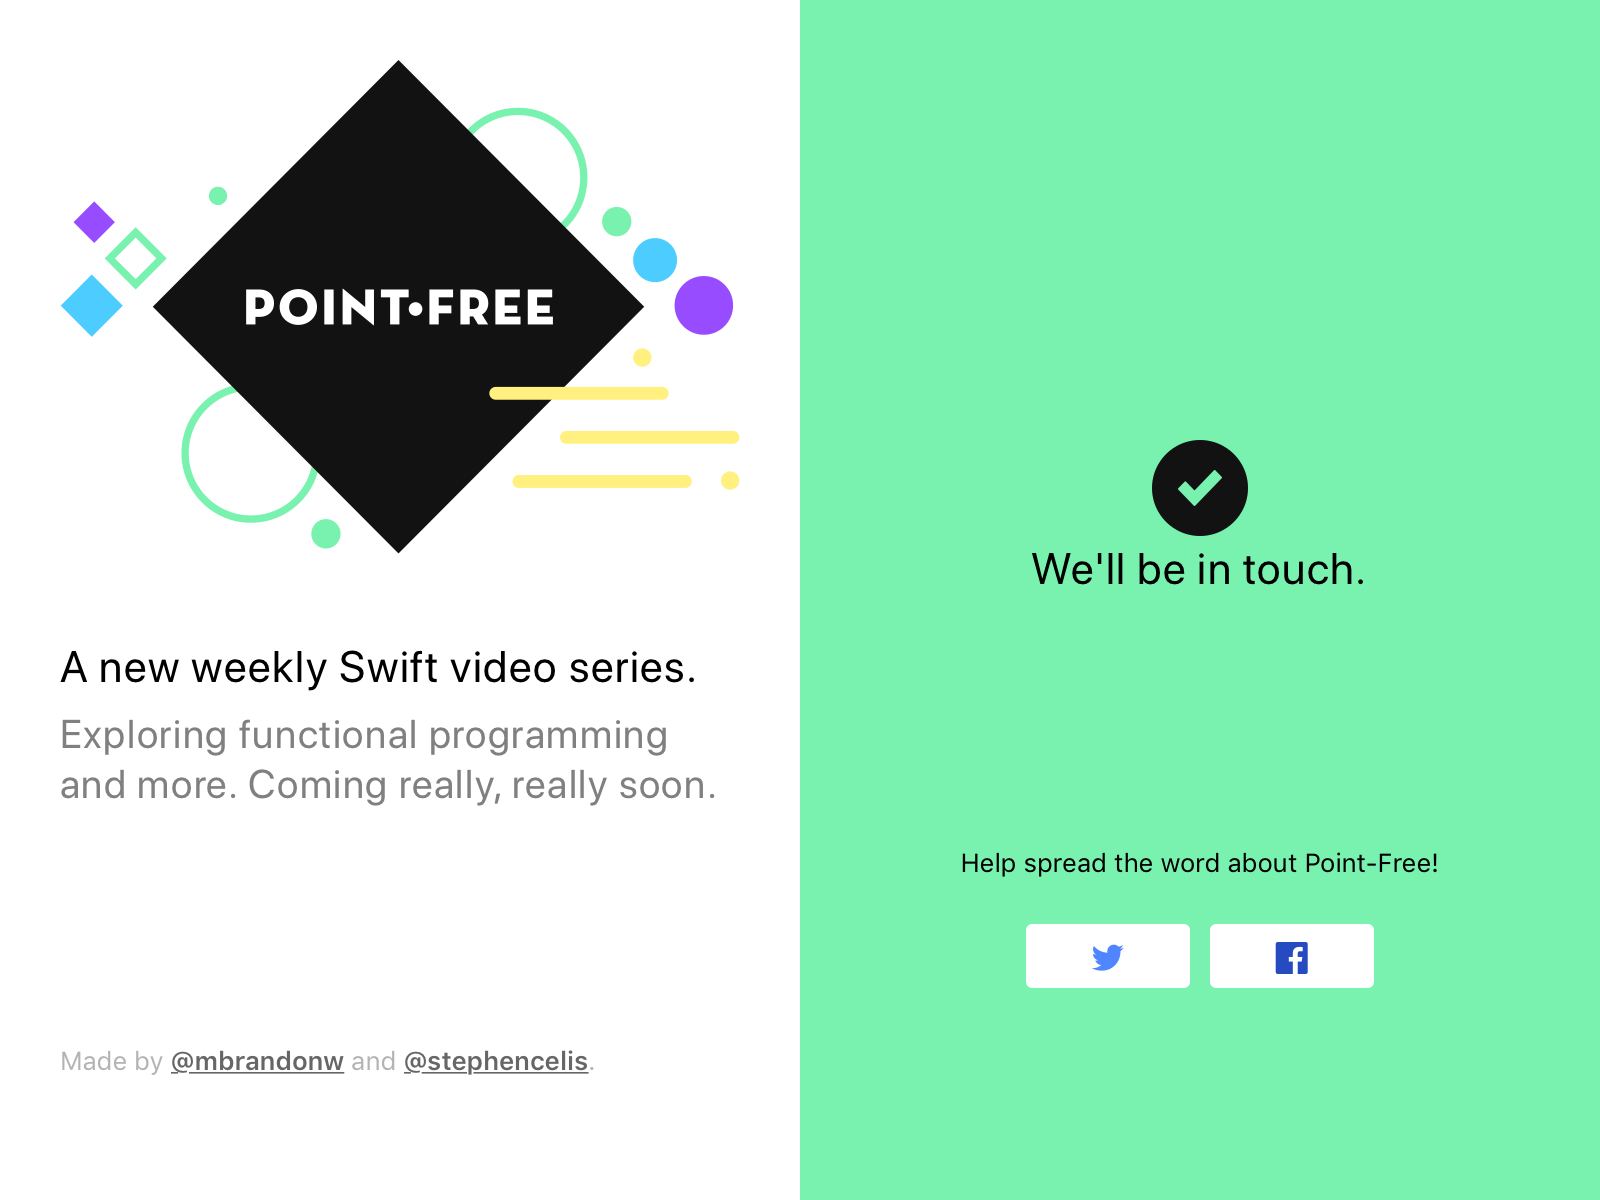 POINT•FREE
A new weekly Swift video series.
Exploring functional programming
and more. Coming really, really soon.
Made by @mbrandonw and @stephencelis.
We'll be in touch.
Help spread the word about Point-Free!